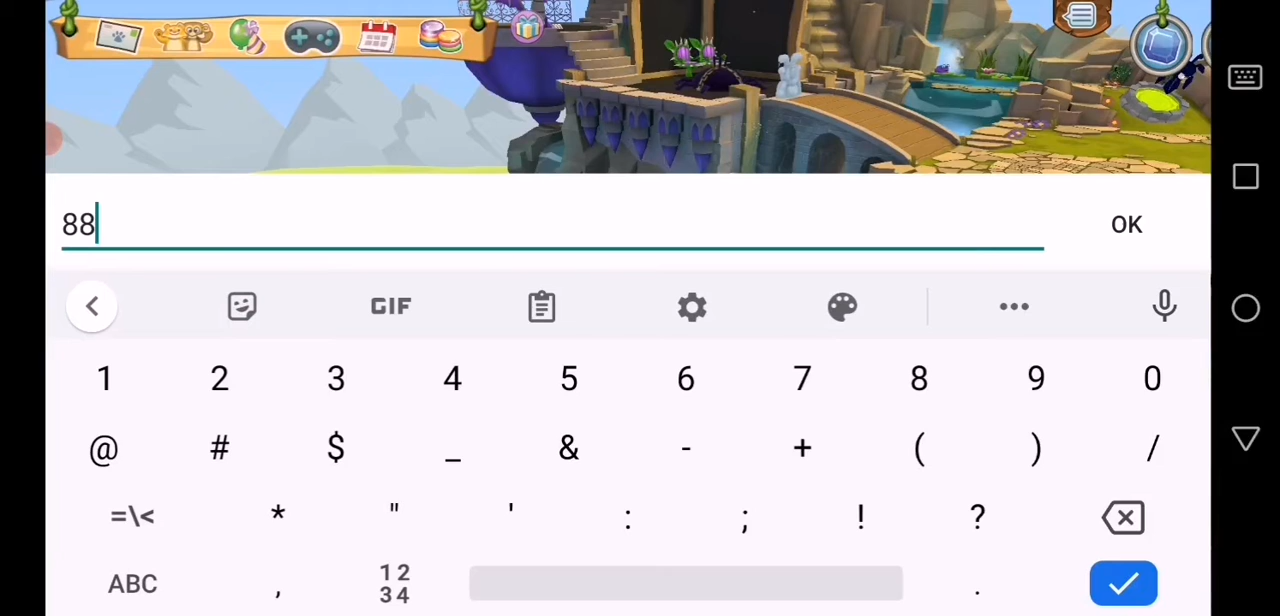 88
OK
GIF
1 2 3 4 5 6 7 8 9 0
@ # $ _ & - + ( ) /
=\< * " ' : ; ! ?
ABC , 12 34 .